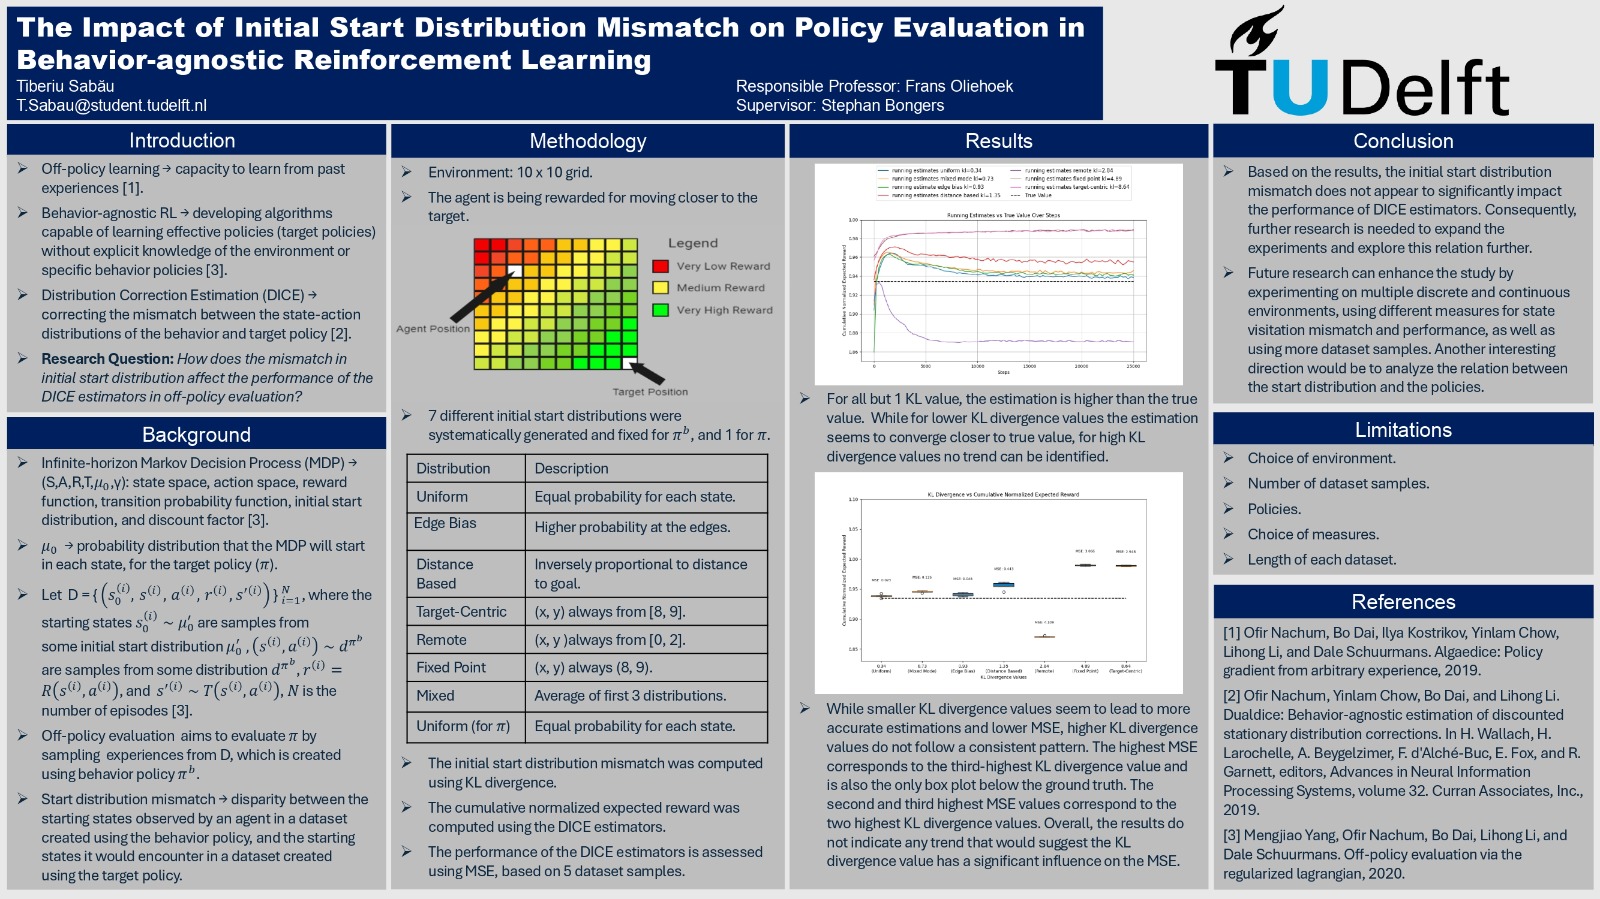 The Impact of Initial Start Distribution Mismatch on Policy Evaluation in
Behavior-agnostic Reinforcement Learning
Tiberiu Sabău
T.Sabau@student.tudelft.nl
Responsible Professor: Frans Oliehoek
Supervisor: Stephan Bongers
TUDelft
Introduction
Off-policy learning → capacity to learn from past
experiences [1].
Behavior-agnostic RL → developing algorithms
capable of learning effective policies (target policies)
without explicit knowledge of the environment or
specific behavior policies [3].
Distribution Correction Estimation (DICE) →
correcting the mismatch between the state-action
distributions of the behavior and target policy [2].
Research Question: How does the mismatch in
initial start distribution affect the performance of the
DICE estimators in off-policy evaluation?
Background
Infinite-horizon Markov Decision Process (MDP) →
(S,A,R,T,μ₀,γ): state space, action space, reward
function, transition probability function, initial start
distribution, and discount factor [3].
μ₀ → probability distribution that the MDP will start
in each state, for the target policy (π).
Let D = { (s₀⁽ⁱ⁾, s⁽ⁱ⁾, a⁽ⁱ⁾, r⁽ⁱ⁾, s′⁽ⁱ⁾) }ᵢ₌₁ᴺ, where the
starting states s₀⁽ⁱ⁾ ~ μ₀′ are samples from
some initial start distribution μ₀′ , (s⁽ⁱ⁾, a⁽ⁱ⁾) ~ d^πᵇ
are samples from some distribution d^πᵇ, r⁽ⁱ⁾ =
R(s⁽ⁱ⁾, a⁽ⁱ⁾), and s′⁽ⁱ⁾ ~ T(s⁽ⁱ⁾, a⁽ⁱ⁾), N is the
number of episodes [3].
Off-policy evaluation aims to evaluate π by
sampling experiences from D, which is created
using behavior policy πᵇ.
Start distribution mismatch → disparity between the
starting states observed by an agent in a dataset
created using the behavior policy, and the starting
states it would encounter in a dataset created
using the target policy.
Methodology
Environment: 10 x 10 grid.
The agent is being rewarded for moving closer to the
target.
Legend
Very Low Reward
Medium Reward
Very High Reward
Agent Position
Target Position
7 different initial start distributions were
systematically generated and fixed for πᵇ, and 1 for π.
Distribution Description
Uniform Equal probability for each state.
Edge Bias Higher probability at the edges.
Distance Based Inversely proportional to distance to goal.
Target-Centric (x, y) always from [8, 9].
Remote (x, y )always from [0, 2].
Fixed Point (x, y) always (8, 9).
Mixed Average of first 3 distributions.
Uniform (for π) Equal probability for each state.
The initial start distribution mismatch was computed
using KL divergence.
The cumulative normalized expected reward was
computed using the DICE estimators.
The performance of the DICE estimators is assessed
using MSE, based on 5 dataset samples.
Results
running estimates uniform kl=0.34
running estimates mixed mode kl=0.73
running estimate edge bias kl=0.93
running estimates distance based kl=1.35
running estimates remote kl=2.04
running estimates fixed point kl=4.89
running estimates target-centric kl=8.64
True Value
Running Estimates vs True Value Over Steps
Cumulative Normalized Expected Reward
0 5000 10000 15000 20000 25000
Steps
For all but 1 KL value, the estimation is higher than the true
value. While for lower KL divergence values the estimation
seems to converge closer to true value, for high KL
divergence values no trend can be identified.
KL Divergence vs Cumulative Normalized Expected Reward
Cumulative Normalized Expected Reward
1.10
1.05
1.00
0.95
0.90
0.85
(Uniform) (Mixed Mode) (Edge Bias) (Distance Based) (Remote) (Fixed Point) (Target-Centric)
KL Divergence Values
While smaller KL divergence values seem to lead to more
accurate estimations and lower MSE, higher KL divergence
values do not follow a consistent pattern. The highest MSE
corresponds to the third-highest KL divergence value and
is also the only box plot below the ground truth. The
second and third highest MSE values correspond to the
two highest KL divergence values. Overall, the results do
not indicate any trend that would suggest the KL
divergence value has a significant influence on the MSE.
Conclusion
Based on the results, the initial start distribution
mismatch does not appear to significantly impact
the performance of DICE estimators. Consequently,
further research is needed to expand the
experiments and explore this relation further.
Future research can enhance the study by
experimenting on multiple discrete and continuous
environments, using different measures for state
visitation mismatch and performance, as well as
using more dataset samples. Another interesting
direction would be to analyze the relation between
the start distribution and the policies.
Limitations
Choice of environment.
Number of dataset samples.
Policies.
Choice of measures.
Length of each dataset.
References
[1] Ofir Nachum, Bo Dai, Ilya Kostrikov, Yinlam Chow,
Lihong Li, and Dale Schuurmans. Algaedice: Policy
gradient from arbitrary experience, 2019.
[2] Ofir Nachum, Yinlam Chow, Bo Dai, and Lihong Li.
Dualdice: Behavior-agnostic estimation of discounted
stationary distribution corrections. In H. Wallach, H.
Larochelle, A. Beygelzimer, F. d'Alché-Buc, E. Fox, and R.
Garnett, editors, Advances in Neural Information
Processing Systems, volume 32. Curran Associates, Inc.,
2019.
[3] Mengjiao Yang, Ofir Nachum, Bo Dai, Lihong Li, and
Dale Schuurmans. Off-policy evaluation via the
regularized lagrangian, 2020.